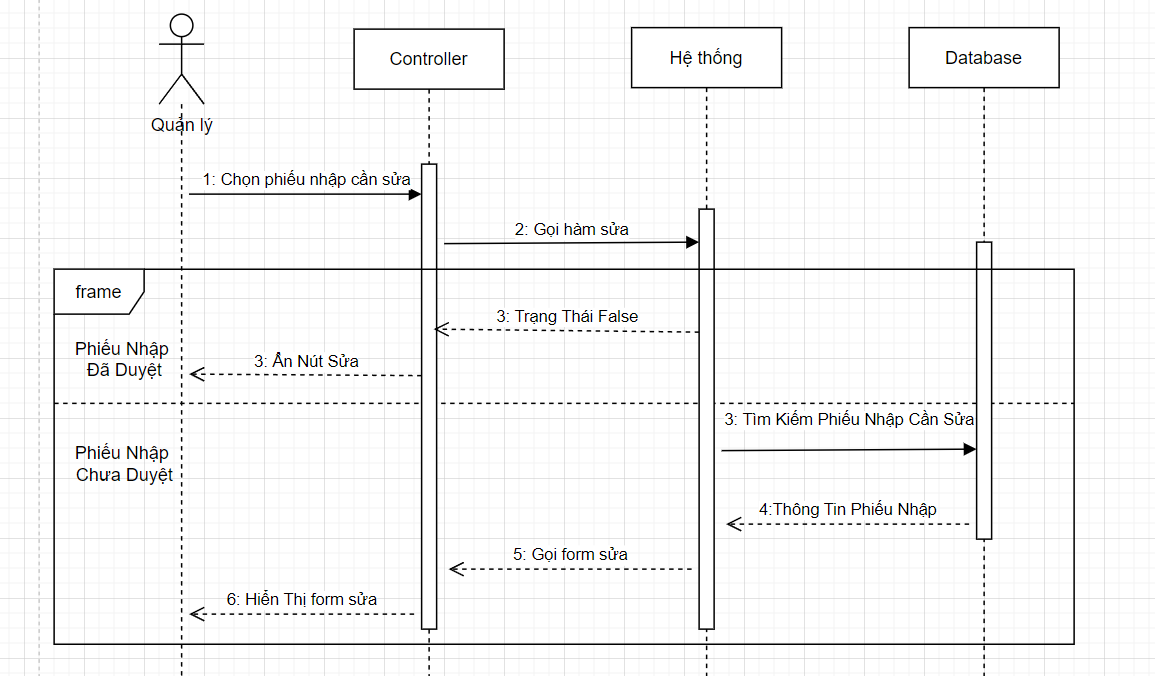 Controller
Hệ thống
Database
Quản lý
1: Chọn phiếu nhập cần sửa
2: Gọi hàm sửa
frame
3: Trạng Thái False
Phiếu Nhập
Đã Duyệt
3: Ẩn Nút Sửa
3: Tìm Kiếm Phiếu Nhập Cần Sửa
Phiếu Nhập
Chưa Duyệt
4:Thông Tin Phiếu Nhập
5: Gọi form sửa
6: Hiển Thị form sửa